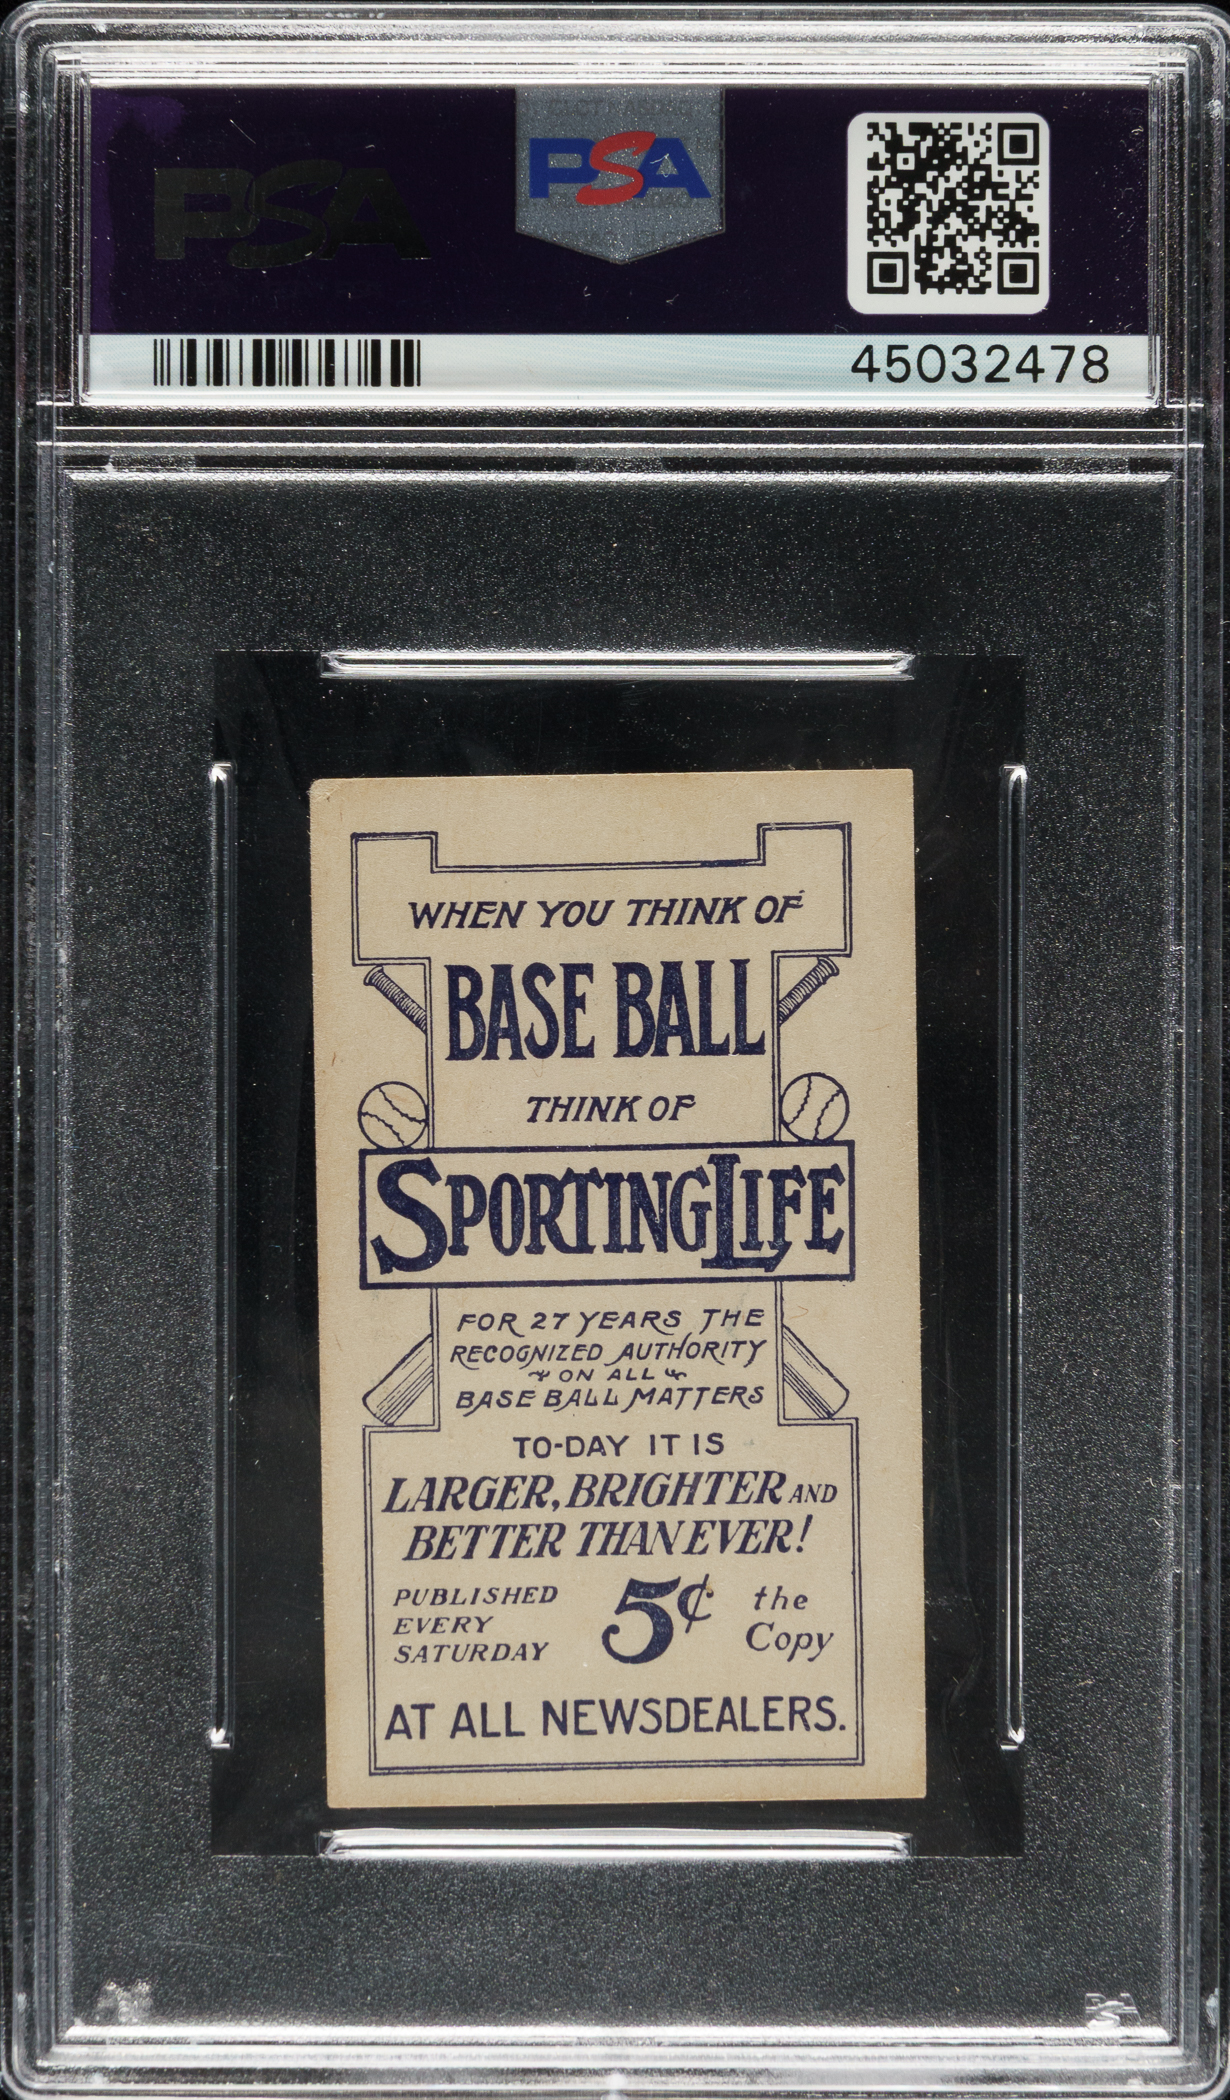 PSA
PSA
45032478
WHEN YOU THINK OF
BASE BALL
THINK OF
SPORTING LIFE
FOR 27 YEARS THE
RECOGNIZED AUTHORITY
ON ALL
BASE BALL MATTERS
TO-DAY IT IS
LARGER, BRIGHTER AND
BETTER THAN EVER!
PUBLISHED
EVERY
SATURDAY
5¢
the
Copy
AT ALL NEWSDEALERS.
PSA